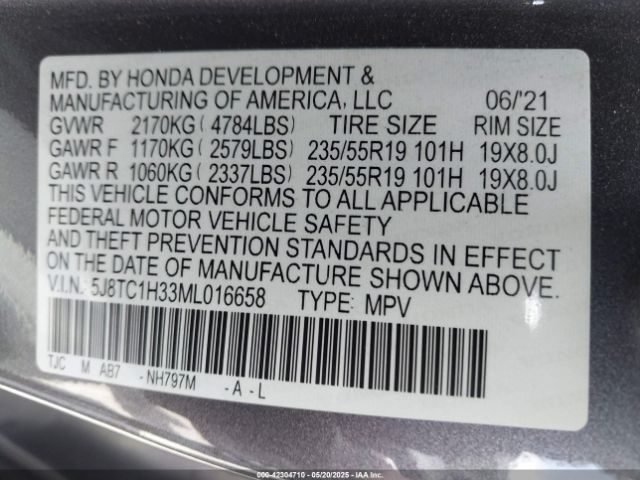 MFD. BY HONDA DEVELOPMENT &
MANUFACTURING OF AMERICA, LLC 06/'21
GVWR 2170KG ( 4784LBS) TIRE SIZE RIM SIZE
GAWR F 1170KG ( 2579LBS) 235/55R19 101H 19X8.0J
GAWR R 1060KG ( 2337LBS) 235/55R19 101H 19X8.0J
THIS VEHICLE CONFORMS TO ALL APPLICABLE
FEDERAL MOTOR VEHICLE SAFETY
AND THEFT PREVENTION STANDARDS IN EFFECT
ON THE DATE OF MANUFACTURE SHOWN ABOVE.
V.I.N. 5J8TC1H33ML016658 TYPE: MPV
TJC M AB7 - NH797M - A - L
000-42304710 - 05/20/2025 - IAA Inc.